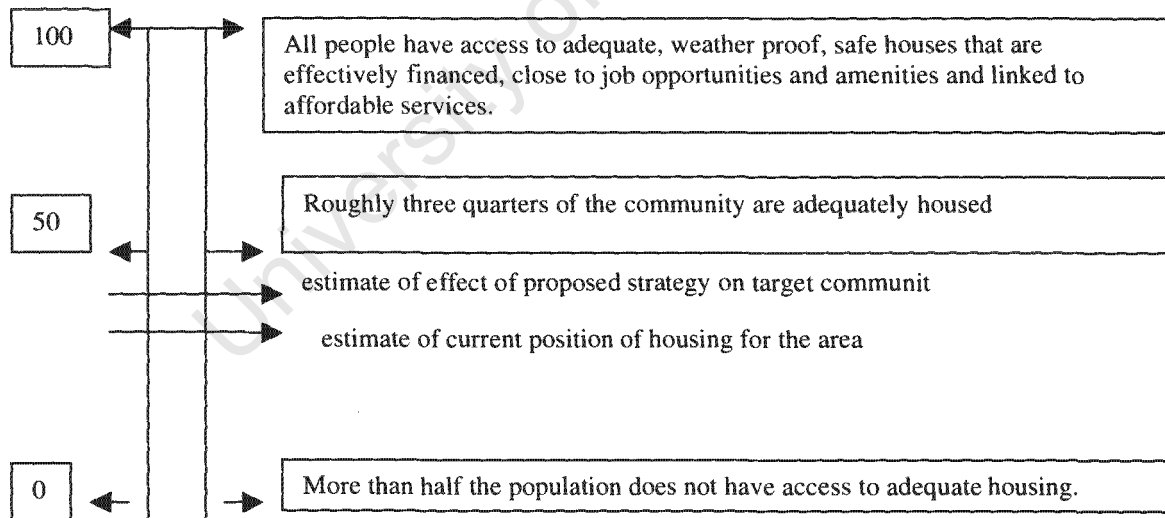 100
All people have access to adequate, weather proof, safe houses that are
effectively financed, close to job opportunities and amenities and linked to
affordable services.
50
Roughly three quarters of the community are adequately housed
estimate of effect of proposed strategy on target communit
estimate of current position of housing for the area
0
More than half the population does not have access to adequate housing.
University of